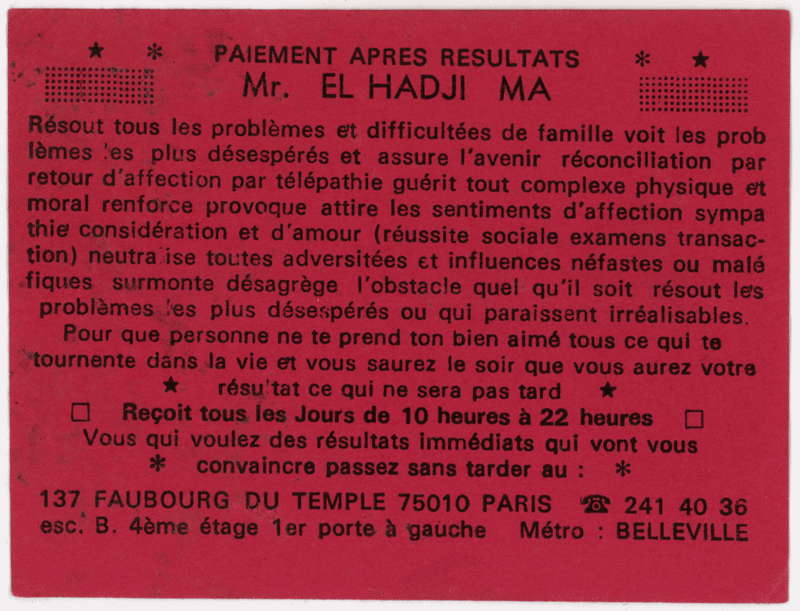 ★ * PAIEMENT APRES RESULTATS * ★
Mr. EL HADJI MA
Résout tous les problèmes et difficultées de famille voit les prob
lèmes les plus désespérés et assure l'avenir réconciliation par
retour d'affection par télépathie guérit tout complexe physique et
moral renforce provoque attire les sentiments d'affection sympa
thie considération et d'amour (réussite sociale examens transac-
tion) neutralise toutes adversitées et influences néfastes ou malé
fiques surmonte désagrège l'obstacle quel qu'il soit résout les
problèmes les plus désespérés ou qui paraissent irréalisables.
Pour que personne ne te prend ton bien aimé tous ce qui te
tournente dans la vie et vous saurez le soir que vous aurez votre
★ résultat ce qui ne sera pas tard ★
□ Reçoit tous les Jours de 10 heures à 22 heures □
Vous qui voulez des résultats immédiats qui vont vous
* convaincre passez sans tarder au : *
137 FAUBOURG DU TEMPLE 75010 PARIS ☎ 241 40 36
esc. B. 4ème étage 1er porte à gauche Métro : BELLEVILLE